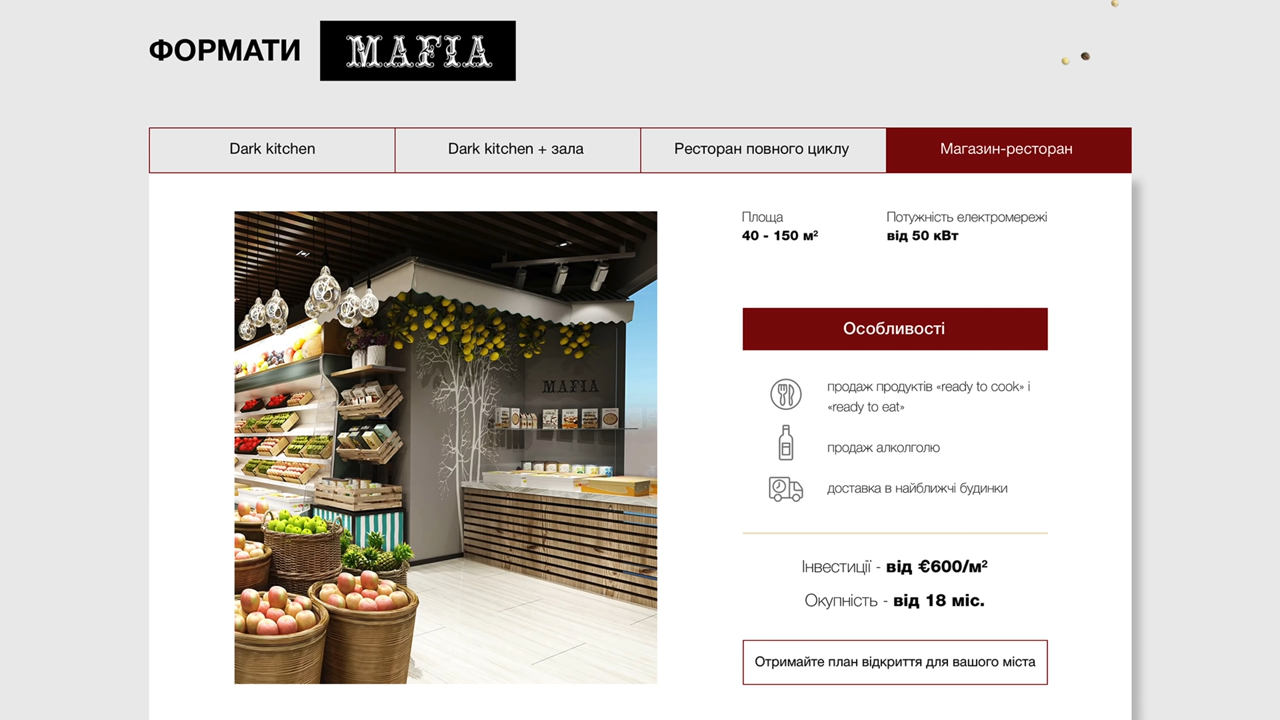 ФОРМАТИ MAFIA
Dark kitchen
Dark kitchen + зала
Ресторан повного циклу
Магазин-ресторан
Площа
40 - 150 м²
Потужність електромережі
від 50 кВт
MAFIA
Особливості
продаж продуктів «ready to cook» і
«ready to eat»
продаж алколголю
доставка в найближчі будинки
Інвестиції - від €600/м²
Окупність - від 18 міс.
Отримайте план відкриття для вашого міста